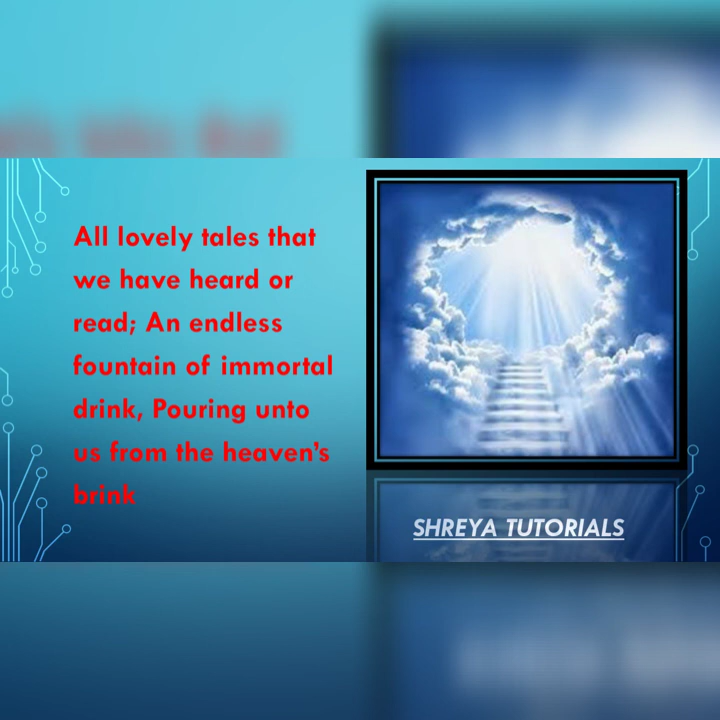 All lovely tales that
we have heard or
read; An endless
fountain of immortal
drink, Pouring unto
us from the heaven’s
brink
SHREYA TUTORIALS